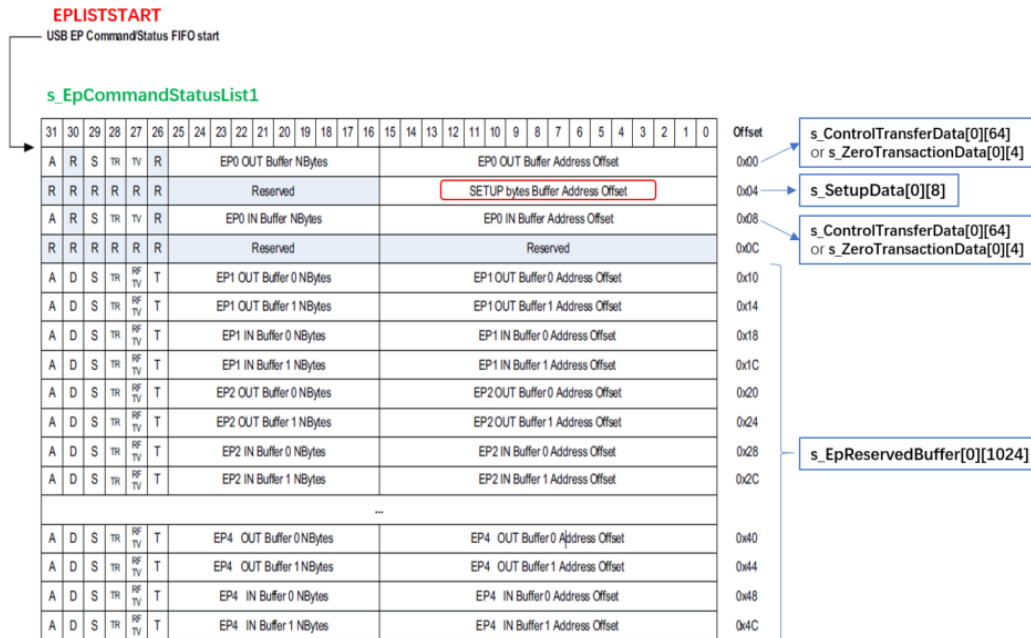 EPLISTSTART
USB EP Command/Status FIFO start
s_EpCommandStatusList1
31 30 29 28 27 26 25 24 23 22 21 20 19 18 17 16 15 14 13 12 11 10 9 8 7 6 5 4 3 2 1 0 Offset
A R S TR TV R EP0 OUT Buffer NBytes EP0 OUT Buffer Address Offset 0x00
s_ControlTransferData[0][64]
or s_ZeroTransactionData[0][4]
R R R R R R Reserved SETUP bytes Buffer Address Offset 0x04
s_SetupData[0][8]
A R S TR TV R EP0 IN Buffer NBytes EP0 IN Buffer Address Offset 0x08
s_ControlTransferData[0][64]
or s_ZeroTransactionData[0][4]
R R R R R R Reserved Reserved 0x0C
A D S TR RF TV T EP1 OUT Buffer 0 NBytes EP1 OUT Buffer 0 Address Offset 0x10
A D S TR RF TV T EP1 OUT Buffer 1 NBytes EP1 OUT Buffer 1 Address Offset 0x14
A D S TR RF TV T EP1 IN Buffer 0 NBytes EP1 IN Buffer 0 Address Offset 0x18
A D S TR RF TV T EP1 IN Buffer 1 NBytes EP1 IN Buffer 1 Address Offset 0x1C
A D S TR RF TV T EP2 OUT Buffer 0 NBytes EP2 OUT Buffer 0 Address Offset 0x20
A D S TR RF TV T EP2 OUT Buffer 1 NBytes EP2 OUT Buffer 1 Address Offset 0x24
A D S TR RF TV T EP2 IN Buffer 0 NBytes EP2 IN Buffer 0 Address Offset 0x28
s_EpReservedBuffer[0][1024]
A D S TR RF TV T EP2 IN Buffer 1 NBytes EP2 IN Buffer 1 Address Offset 0x2C
...
A D S TR RF TV T EP4 OUT Buffer 0 NBytes EP4 OUT Buffer 0 Address Offset 0x40
A D S TR RF TV T EP4 OUT Buffer 1 NBytes EP4 OUT Buffer 1 Address Offset 0x44
A D S TR RF TV T EP4 IN Buffer 0 NBytes EP4 IN Buffer 0 Address Offset 0x48
A D S TR RF TV T EP4 IN Buffer 1 NBytes EP4 IN Buffer 1 Address Offset 0x4C